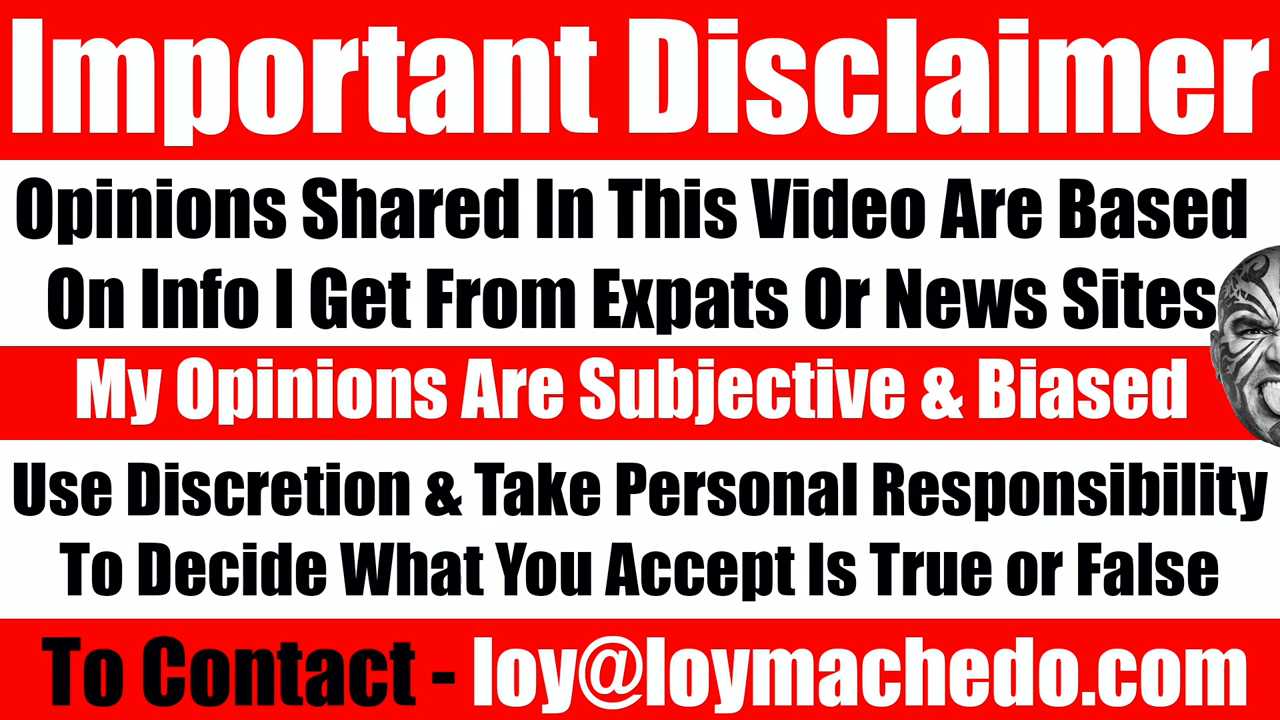 Important Disclaimer
Opinions Shared In This Video Are Based
On Info I Get From Expats Or News Sites
My Opinions Are Subjective & Biased
Use Discretion & Take Personal Responsibility
To Decide What You Accept Is True or False
To Contact - loy@loymachedo.com